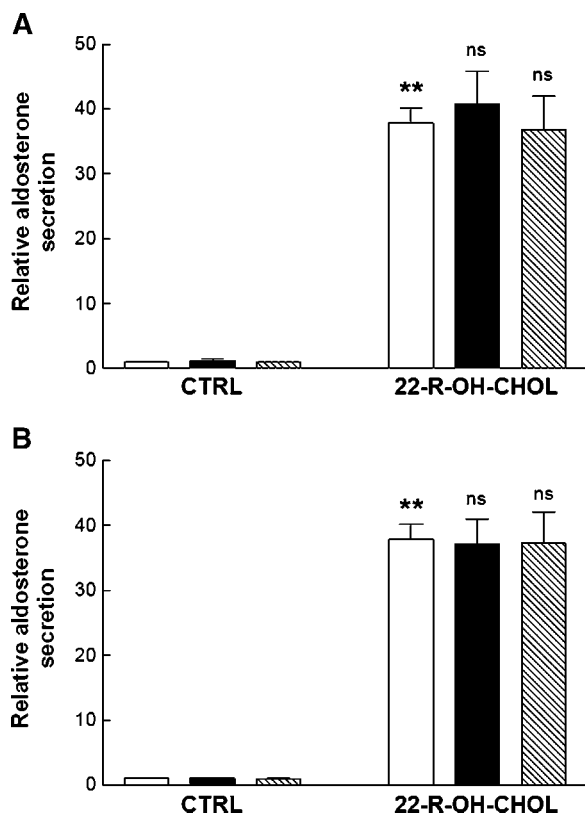 A
Relative aldosterone
secretion
50
40
30
20
10
0
**
ns
ns
CTRL
22-R-OH-CHOL
B
Relative aldosterone
secretion
50
40
30
20
10
0
**
ns
ns
CTRL
22-R-OH-CHOL